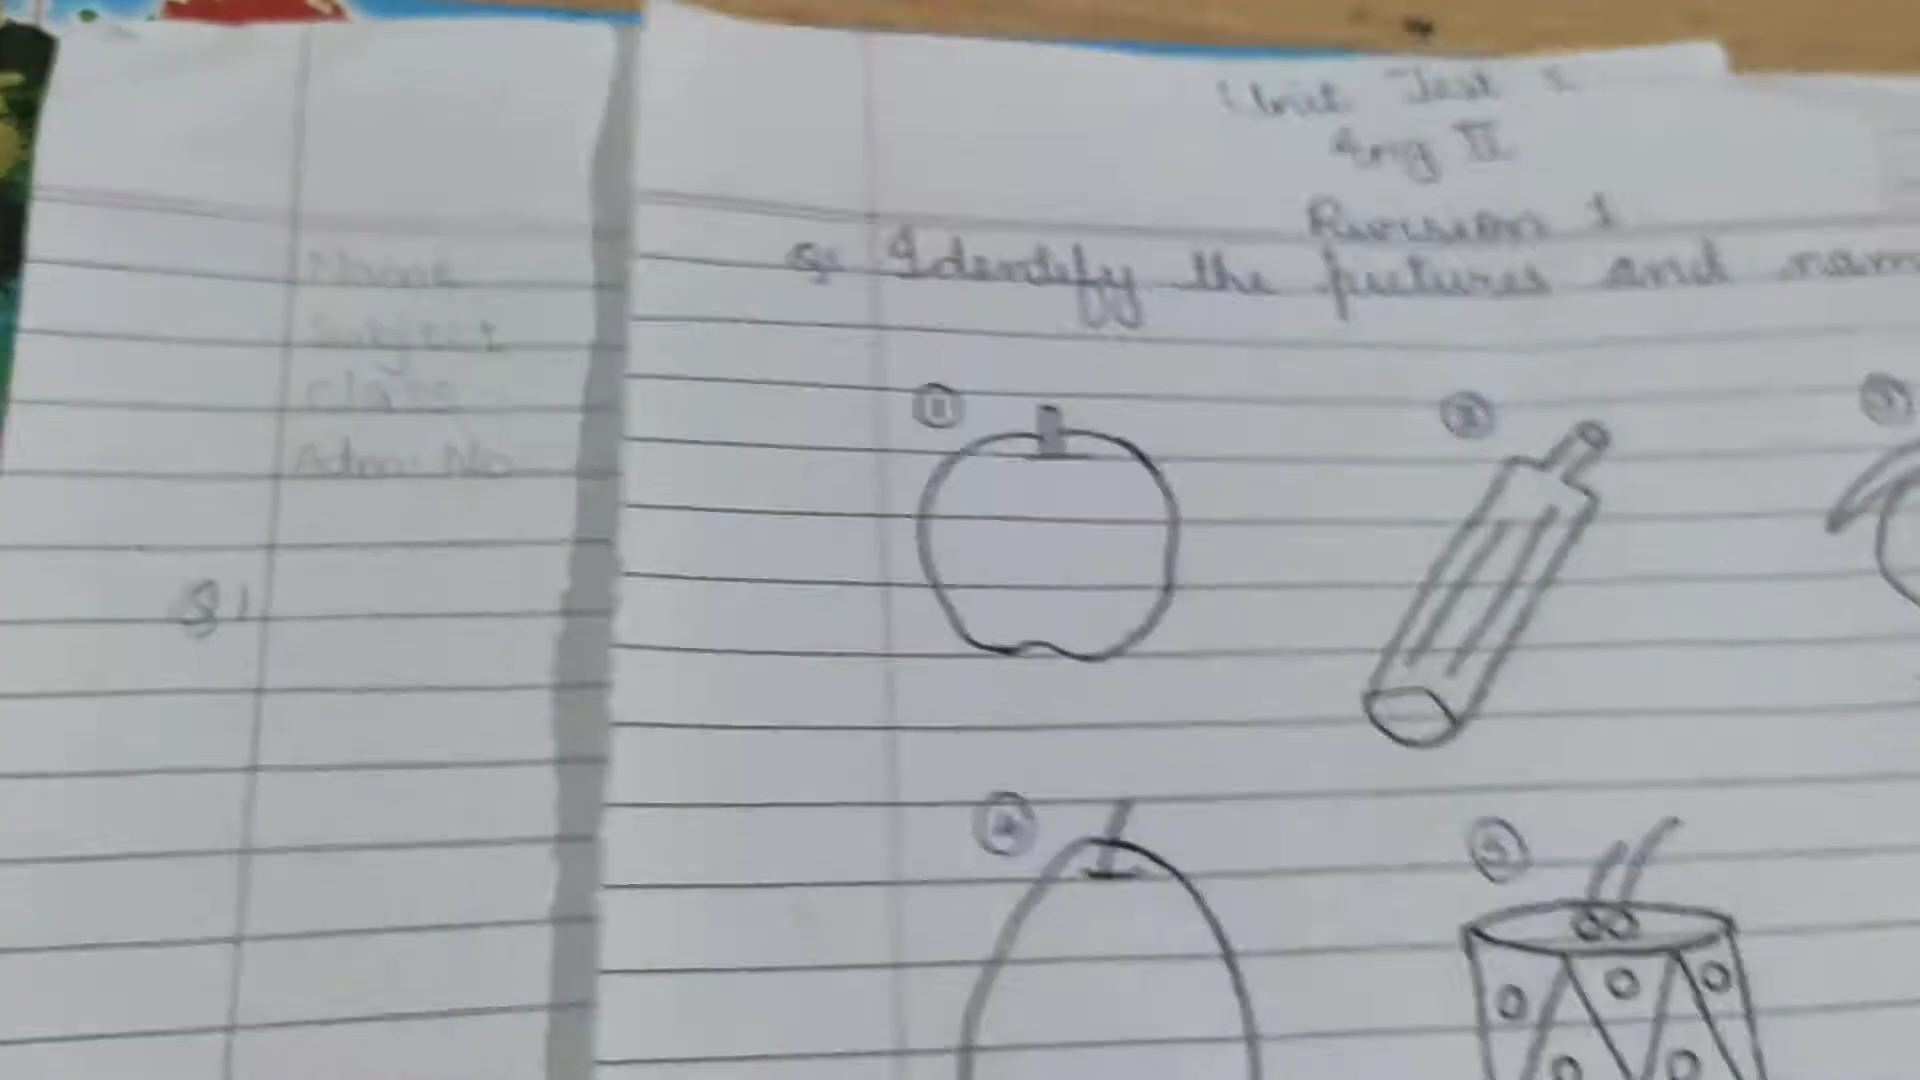 Name
Subject
Class
Adm. No
Q1
Unit Test 1
Eng II
Revision 1
Q1 Identify the pictures and nam
①
②
③
④
⑤